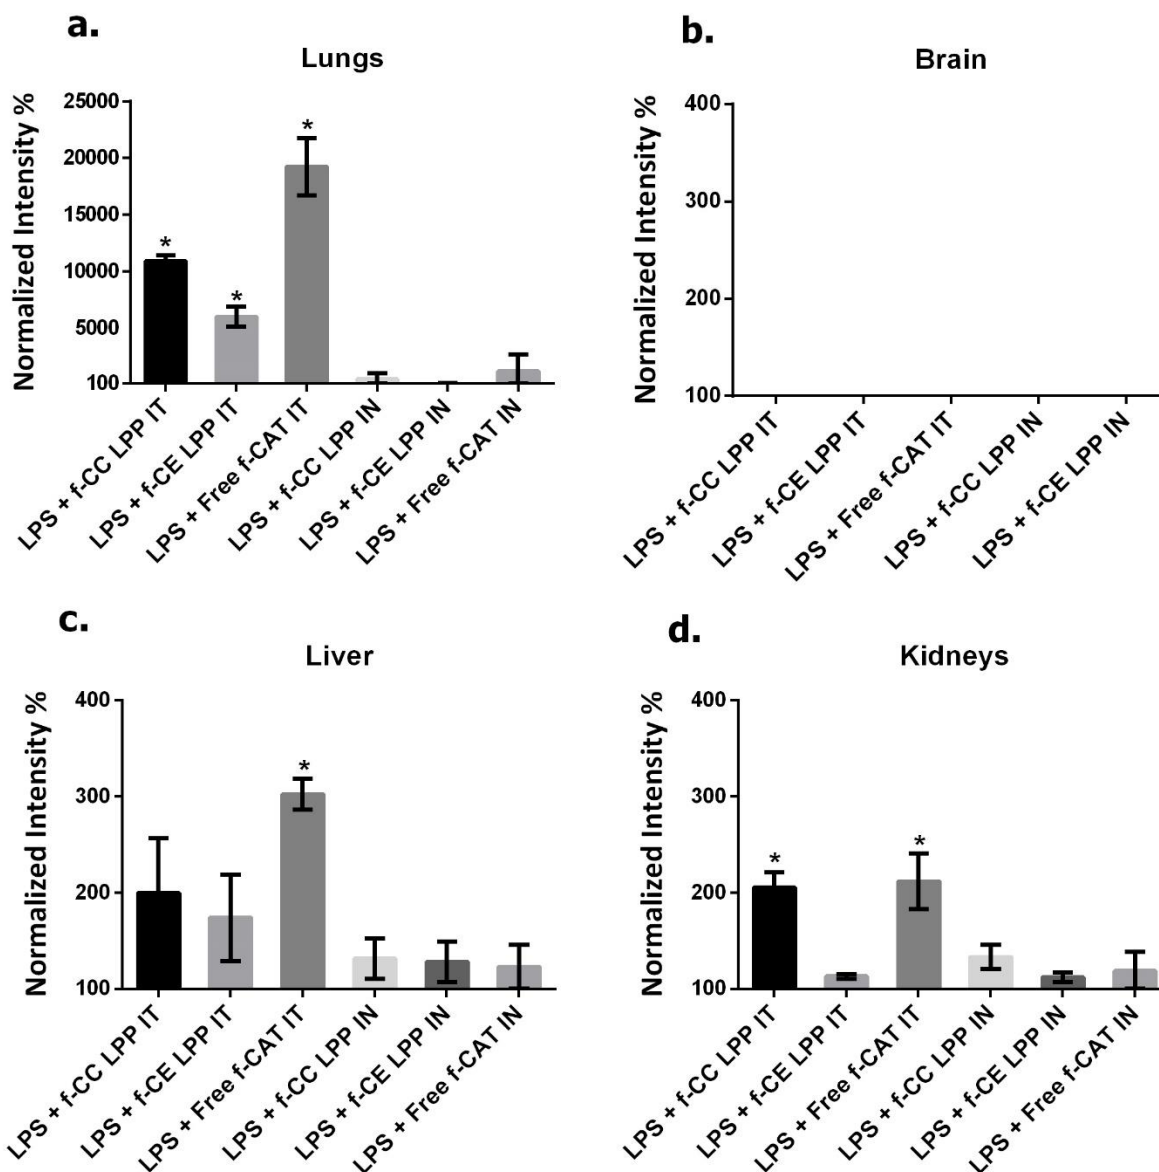 a.
Lungs
Normalized Intensity %
25000
20000
15000
10000
5000
100
*
*
*
LPS + f-CC LPP IT
LPS + f-CE LPP IT
LPS + Free f-CAT IT
LPS + f-CC LPP IN
LPS + f-CE LPP IN
LPS + Free f-CAT IN
b.
Brain
Normalized Intensity %
400
300
200
100
LPS + f-CC LPP IT
LPS + f-CE LPP IT
LPS + Free f-CAT IT
LPS + f-CC LPP IN
LPS + f-CE LPP IN
c.
Liver
Normalized Intensity %
400
300
200
100
*
LPS + f-CC LPP IT
LPS + f-CE LPP IT
LPS + Free f-CAT IT
LPS + f-CC LPP IN
LPS + f-CE LPP IN
LPS + Free f-CAT IN
d.
Kidneys
Normalized Intensity %
400
300
200
100
*
*
LPS + f-CC LPP IT
LPS + f-CE LPP IT
LPS + Free f-CAT IT
LPS + f-CC LPP IN
LPS + f-CE LPP IN
LPS + Free f-CAT IN